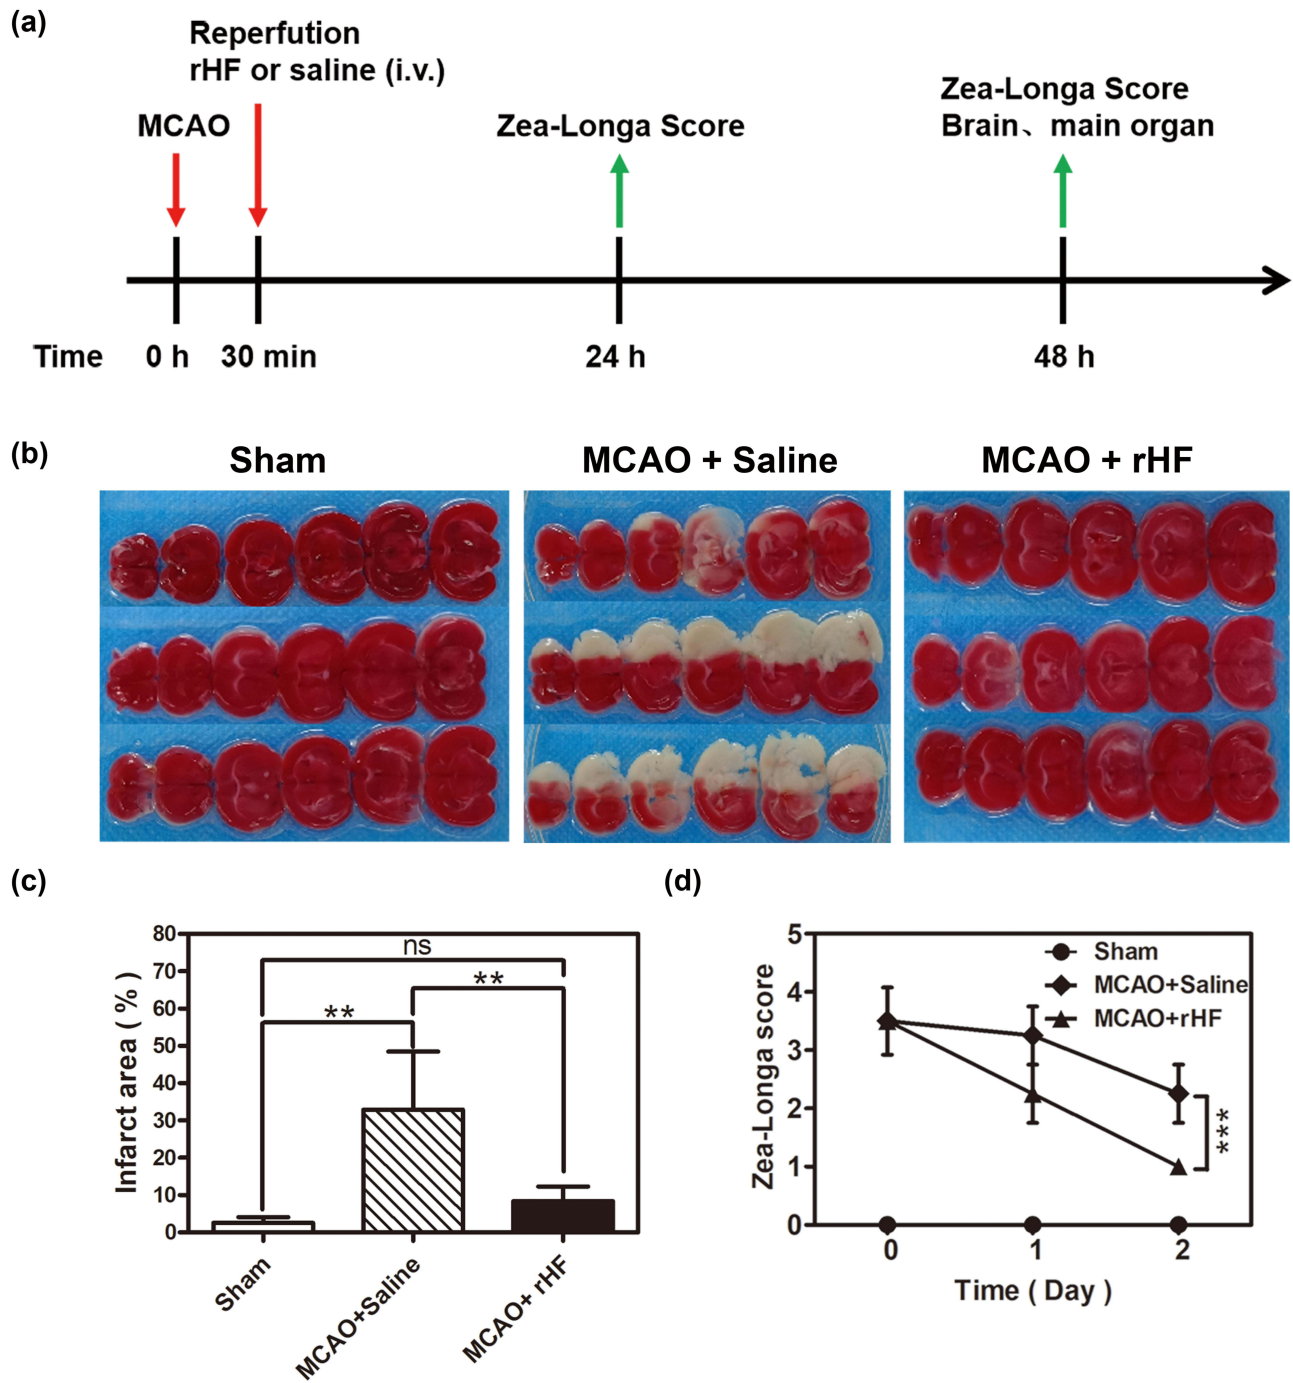 (a)
Reperfution
rHF or saline (i.v.)
MCAO
Zea-Longa Score
Zea-Longa Score
Brain、main organ
Time 0 h 30 min 24 h 48 h
(b)
Sham MCAO + Saline MCAO + rHF
(c)
Infarct area ( % )
80
70
60
50
40
30
20
10
0
ns
**
**
Sham
MCAO+Saline
MCAO+ rHF
(d)
Zea-Longa score
5
4
3
2
1
0
Sham
MCAO+Saline
MCAO+rHF
***
0 1 2
Time ( Day )